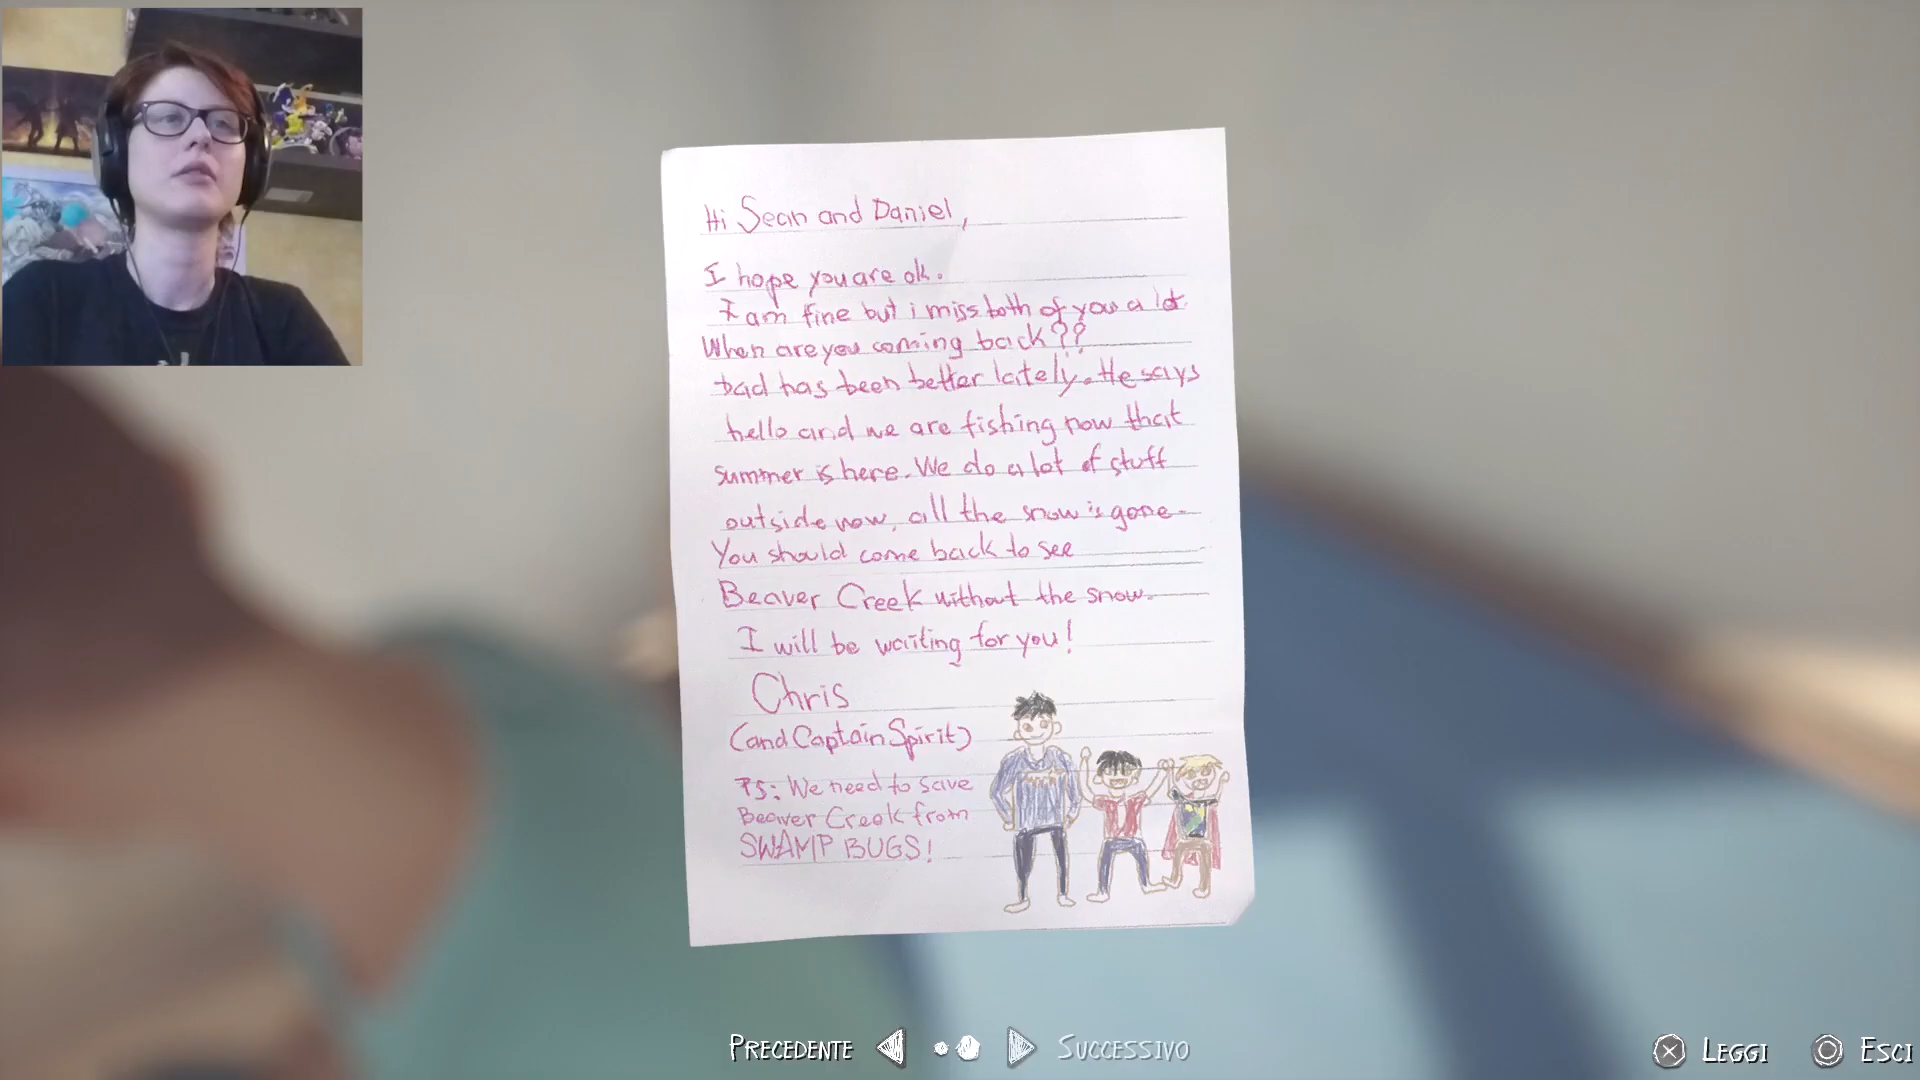 Hi Sean and Daniel,
I hope you are ok.
I am fine but i miss both of you a lot
When are you coming back??
Dad has been better lately. He says
hello and we are fishing now that
summer is here. We do a lot of stuff
outside now, all the snow is gone.
You should come back to see
Beaver Creek without the snow.
I will be waiting for you!
Chris
(and Captain Spirit)
PS: We need to save
Beaver Creek from
SWAMP BUGS!
PRECEDENTE
SUCCESSIVO
LEGGI
ESCI